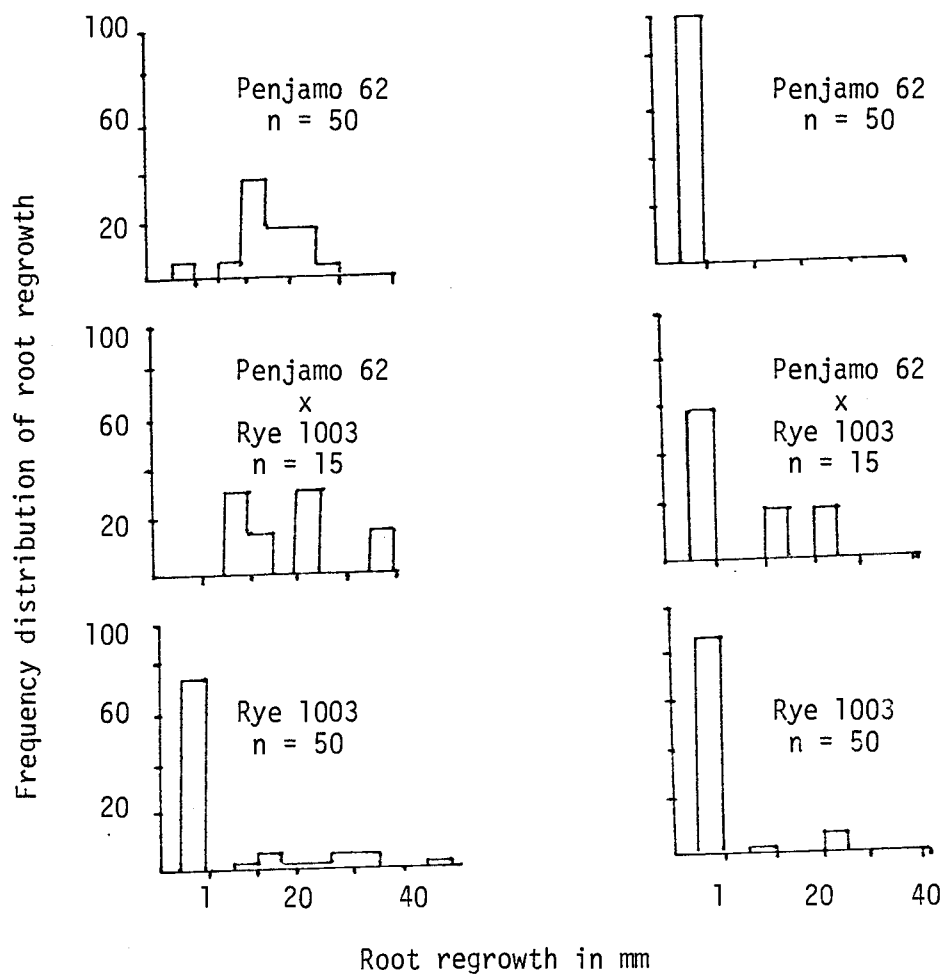 Frequency distribution of root regrowth
100
60
20
Penjamo 62
n = 50
Penjamo 62
n = 50
100
60
20
Penjamo 62
x
Rye 1003
n = 15
Penjamo 62
x
Rye 1003
n = 15
100
60
20
Rye 1003
n = 50
Rye 1003
n = 50
1 20 40
1 20 40
Root regrowth in mm